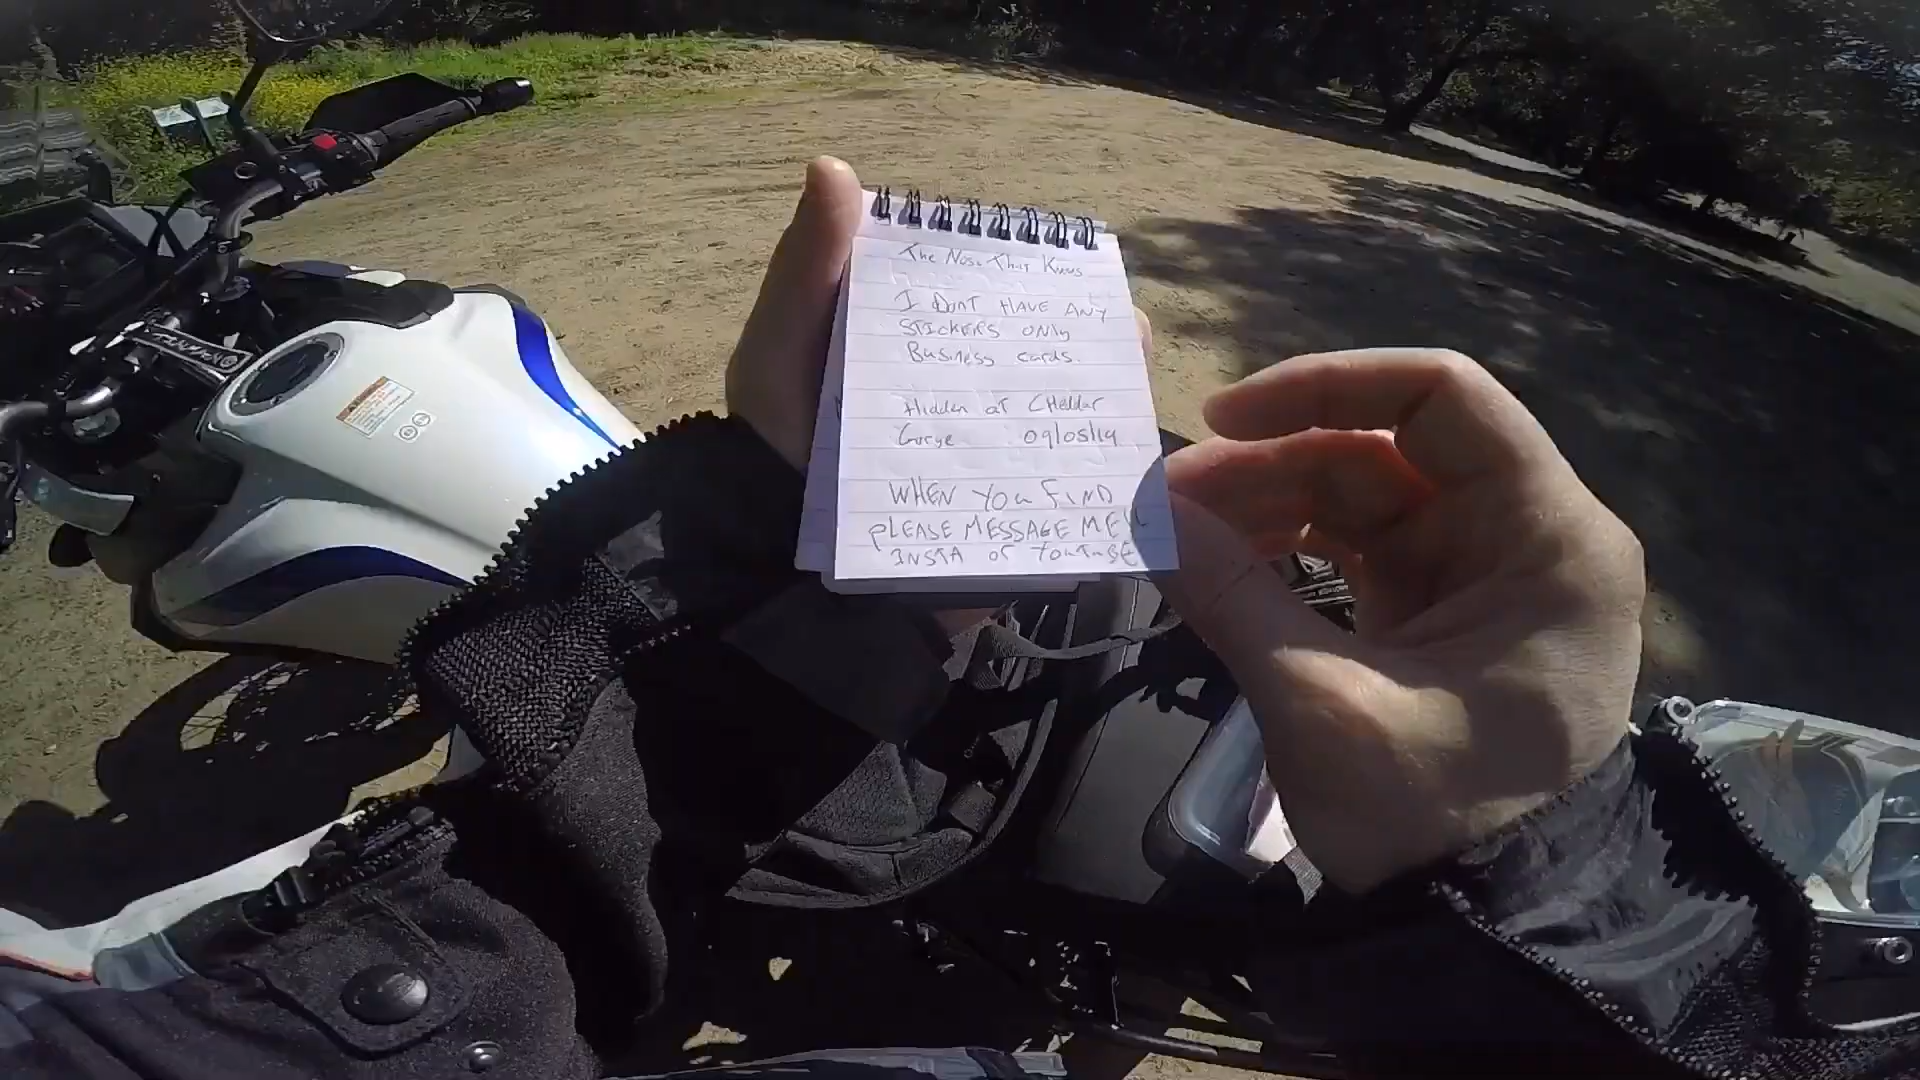 The Nose That Knows
I DONT HAVE ANY
STICKERS ONLY
Business cards.
Hidden at CHeddar
Gorge 09/05/19
WHEN You FIND
PLEASE MESSAGE ME
INSTA or YouTuBE